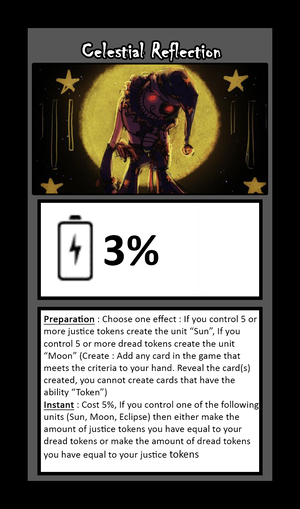 Celestial Reflection
3%
Preparation : Choose one effect : If you control 5 or
more justice tokens create the unit “Sun”, If you
control 5 or more dread tokens create the unit
“Moon” (Create : Add any card in the game that
meets the criteria to your hand. Reveal the card(s)
created, you cannot create cards that have the
ability “Token”)
Instant : Cost 5%, If you control one of the following
units (Sun, Moon, Eclipse) then either make the
amount of justice tokens you have equal to your
dread tokens or make the amount of dread tokens
you have equal to your justice tokens